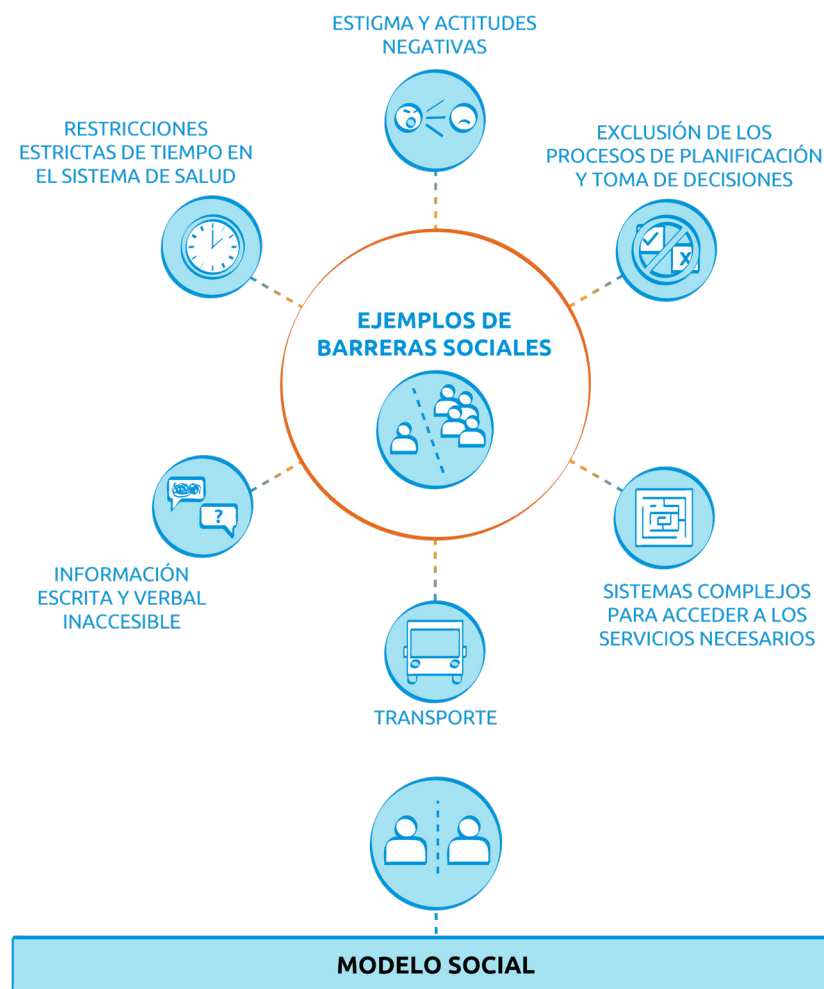 ESTIGMA Y ACTITUDES
NEGATIVAS
RESTRICCIONES
ESTRICTAS DE TIEMPO EN
EL SISTEMA DE SALUD
EXCLUSIÓN DE LOS
PROCESOS DE PLANIFICACIÓN
Y TOMA DE DECISIONES
X
EJEMPLOS DE
BARRERAS SOCIALES
?
INFORMACIÓN
ESCRITA Y VERBAL
INACCESIBLE
SISTEMAS COMPLEJOS
PARA ACCEDER A LOS
SERVICIOS NECESARIOS
TRANSPORTE
MODELO SOCIAL